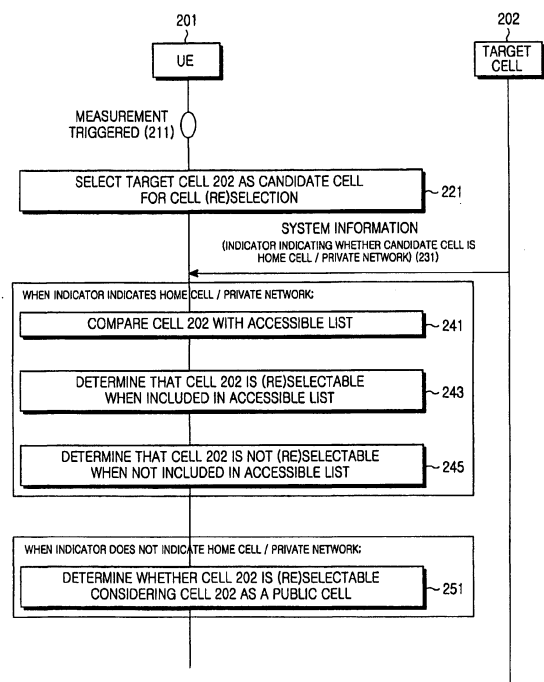 201
202
UE
TARGET
CELL
MEASUREMENT
TRIGGERED (211)
SELECT TARGET CELL 202 AS CANDIDATE CELL
FOR CELL (RE)SELECTION
221
SYSTEM INFORMATION
(INDICATOR INDICATING WHETHER CANDIDATE CELL IS
HOME CELL / PRIVATE NETWORK) (231)
WHEN INDICATOR INDICATES HOME CELL / PRIVATE NETWORK:
COMPARE CELL 202 WITH ACCESSIBLE LIST
241
DETERMINE THAT CELL 202 IS (RE)SELECTABLE
WHEN INCLUDED IN ACCESSIBLE LIST
243
DETERMINE THAT CELL 202 IS NOT (RE)SELECTABLE
WHEN NOT INCLUDED IN ACCESSIBLE LIST
245
WHEN INDICATOR DOES NOT INDICATE HOME CELL / PRIVATE NETWORK:
DETERMINE WHETHER CELL 202 IS (RE)SELECTABLE
CONSIDERING CELL 202 AS A PUBLIC CELL
251